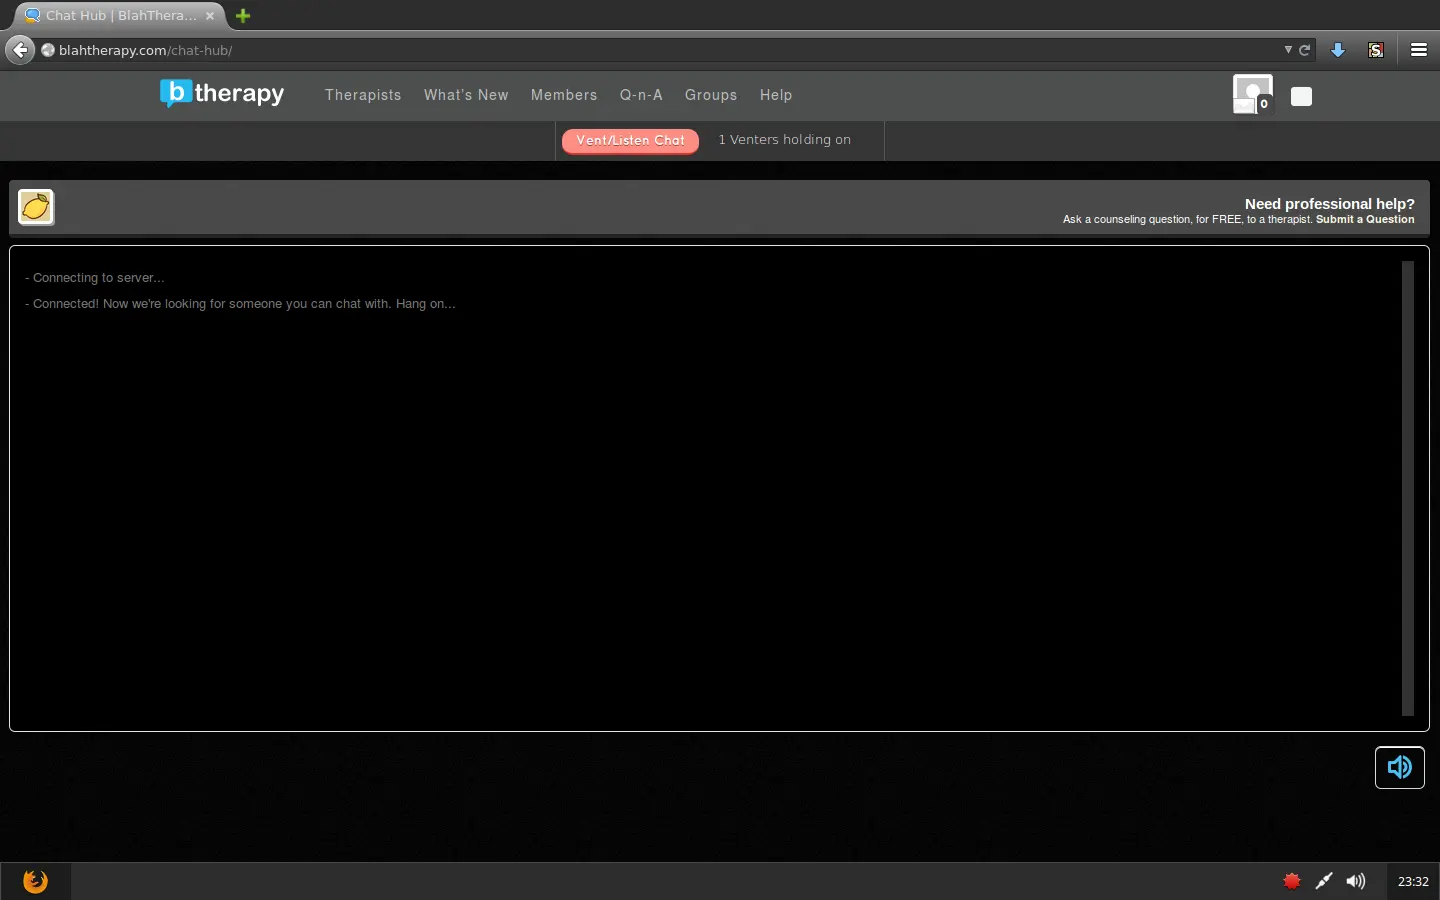 Chat Hub | BlahThera...
blahtherapy.com/chat-hub/
b therapy
Therapists What's New Members Q-n-A Groups Help
0
Vent/Listen Chat 1 Venters holding on
Need professional help?
Ask a counseling question, for FREE, to a therapist. Submit a Question
- Connecting to server...
- Connected! Now we're looking for someone you can chat with. Hang on...
23:32